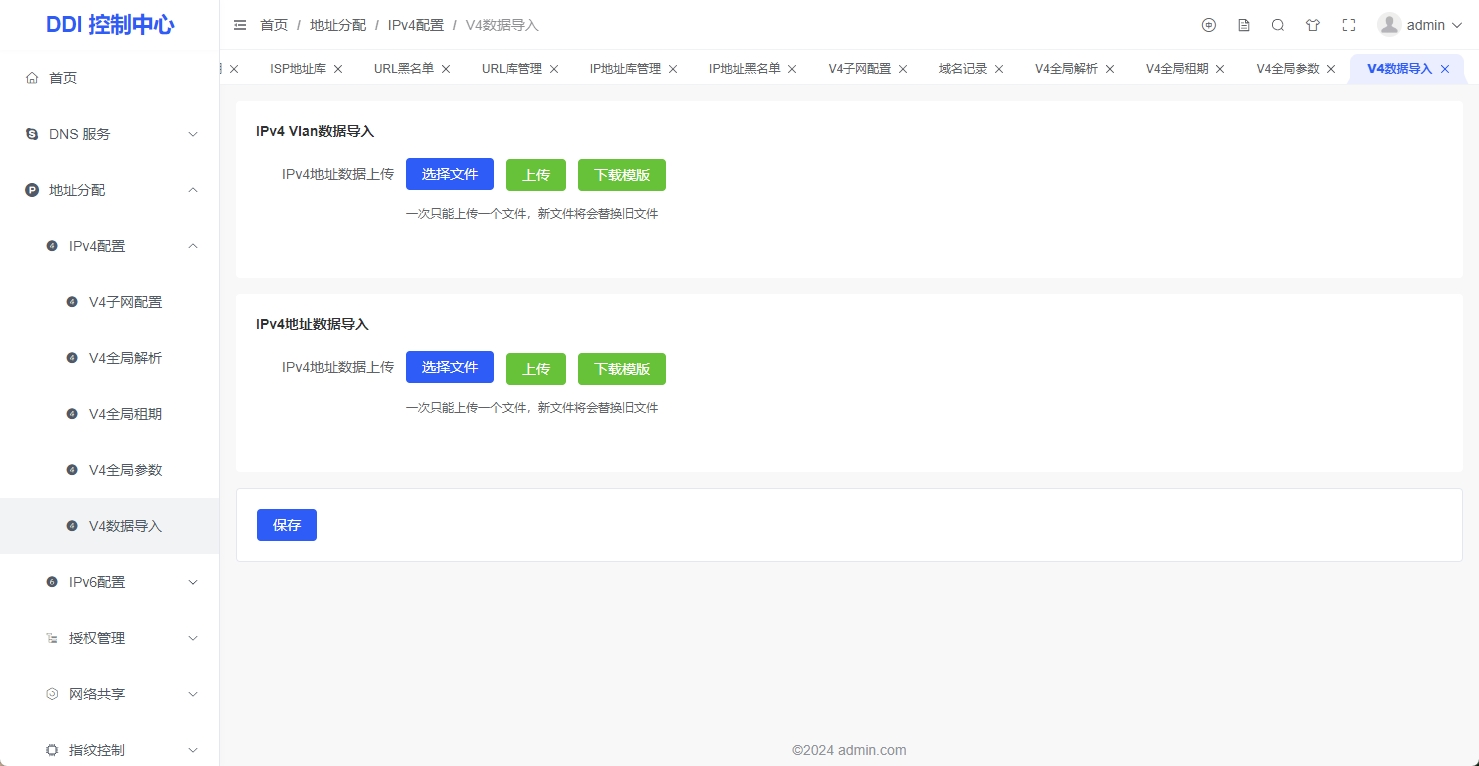 DDI 控制中心
首页
DNS 服务
地址分配
IPv4配置
V4子网配置
V4全局解析
V4全局租期
V4全局参数
V4数据导入
IPv6配置
授权管理
网络共享
指纹控制
首页 / 地址分配 / IPv4配置 / V4数据导入
admin
ISP地址库 URL黑名单 URL库管理 IP地址库管理 IP地址黑名单 V4子网配置 域名记录 V4全局解析 V4全局租期 V4全局参数 V4数据导入
IPv4 Vlan数据导入
IPv4地址数据上传 选择文件 上传 下载模版
一次只能上传一个文件，新文件将会替换旧文件
IPv4地址数据导入
IPv4地址数据上传 选择文件 上传 下载模版
一次只能上传一个文件，新文件将会替换旧文件
保存
©2024 admin.com